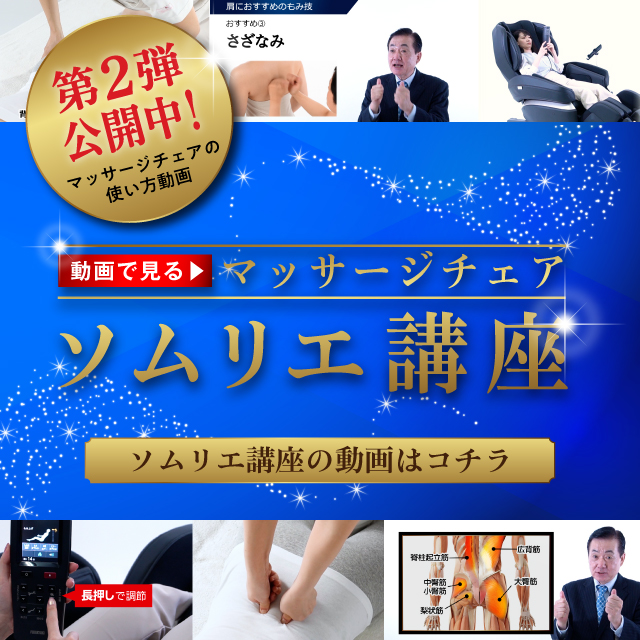 肩におすすめのもみ技
おすすめ③
さざなみ
第2弾
公開中!
マッサージチェアの
使い方動画
動画で見る▶
マッサージチェア
ソムリエ講座
ソムリエ講座の動画はコチラ
長押しで調節
脊柱起立筋
広背筋
中臀筋
小臀筋
大臀筋
梨状筋